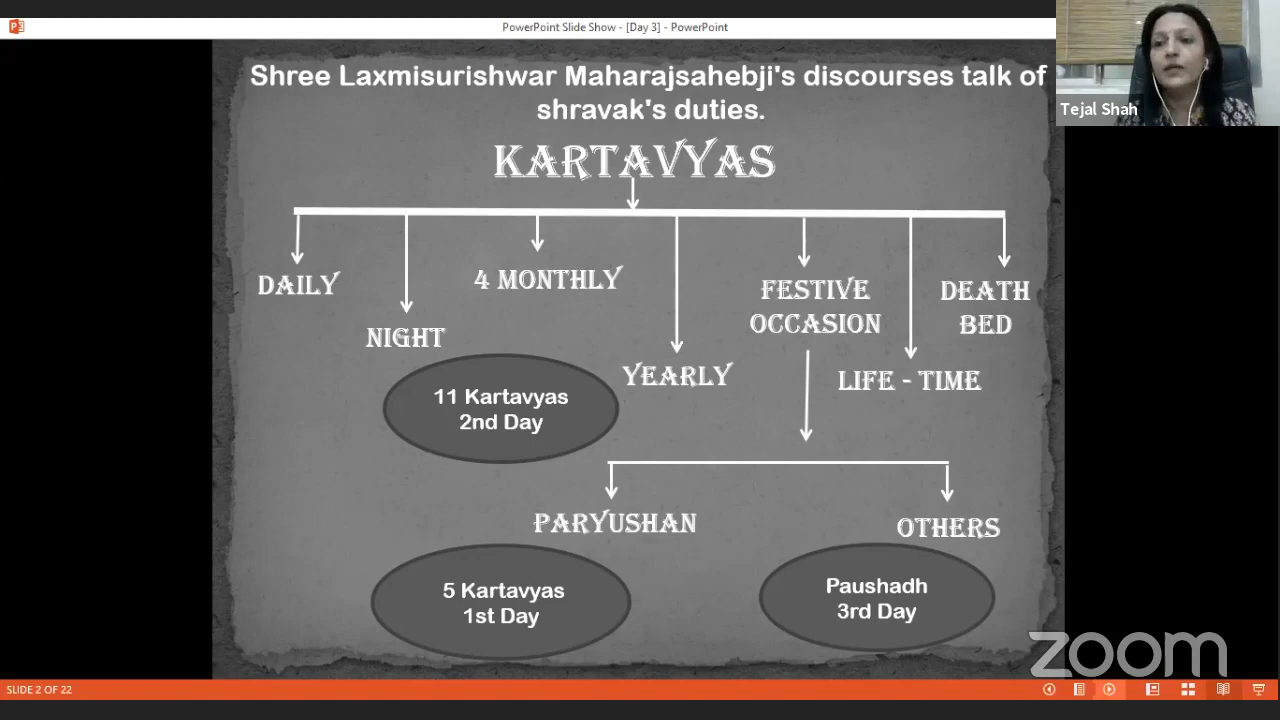 PowerPoint Slide Show - [Day 3] - PowerPoint
Tejal Shah
Shree Laxmisurishwar Maharajsahebji's discourses talk of
shravak's duties.
KARTAVYAS
DAILY
NIGHT
4 MONTHLY
YEARLY
FESTIVE
OCCASION
LIFE - TIME
DEATH
BED
11 Kartavyas
2nd Day
PARYUSHAN
OTHERS
5 Kartavyas
1st Day
Paushadh
3rd Day
zoom
SLIDE 2 OF 22